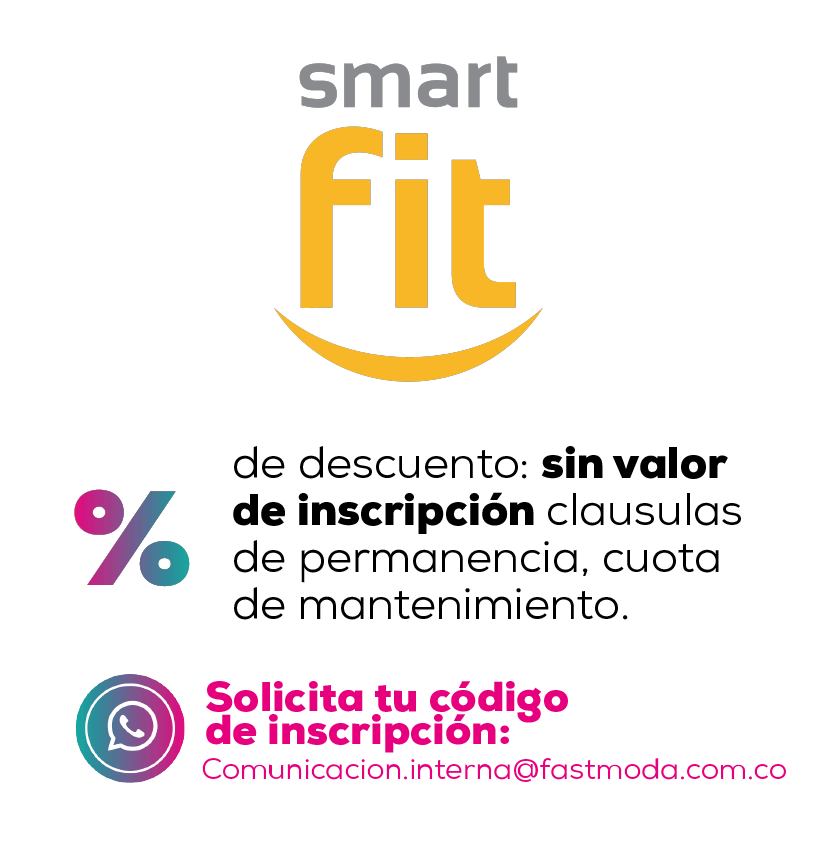 smart
fit
de descuento: sin valor
% de inscripción clausulas
de permanencia, cuota
de mantenimiento.
Solicita tu código
de inscripción:
Comunicacion.interna@fastmoda.com.co